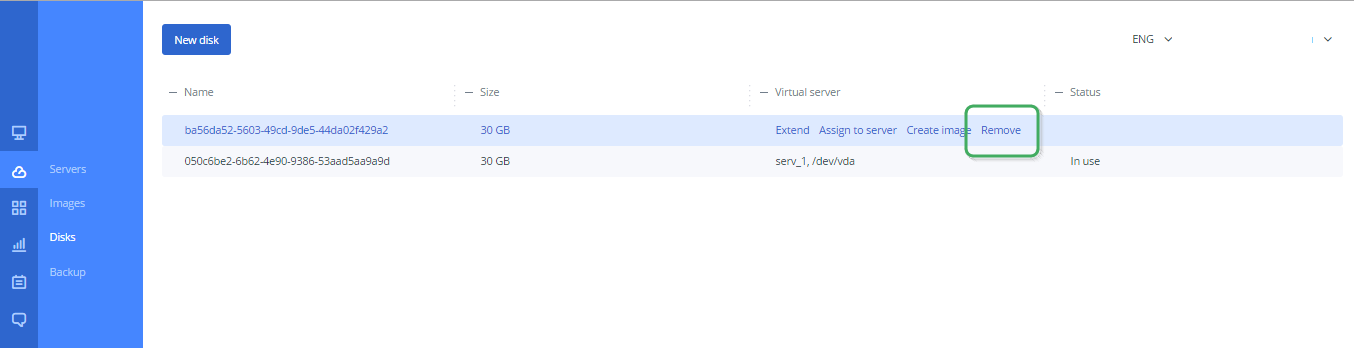 New disk
ENG
Name Size Virtual server Status
ba56da52-5603-49cd-9de5-44da02f429a2 30 GB Extend Assign to server Create image Remove
050c6be2-6b62-4e90-9386-53aad5aa9a9d 30 GB serv_1, /dev/vda In use
Servers
Images
Disks
Backup